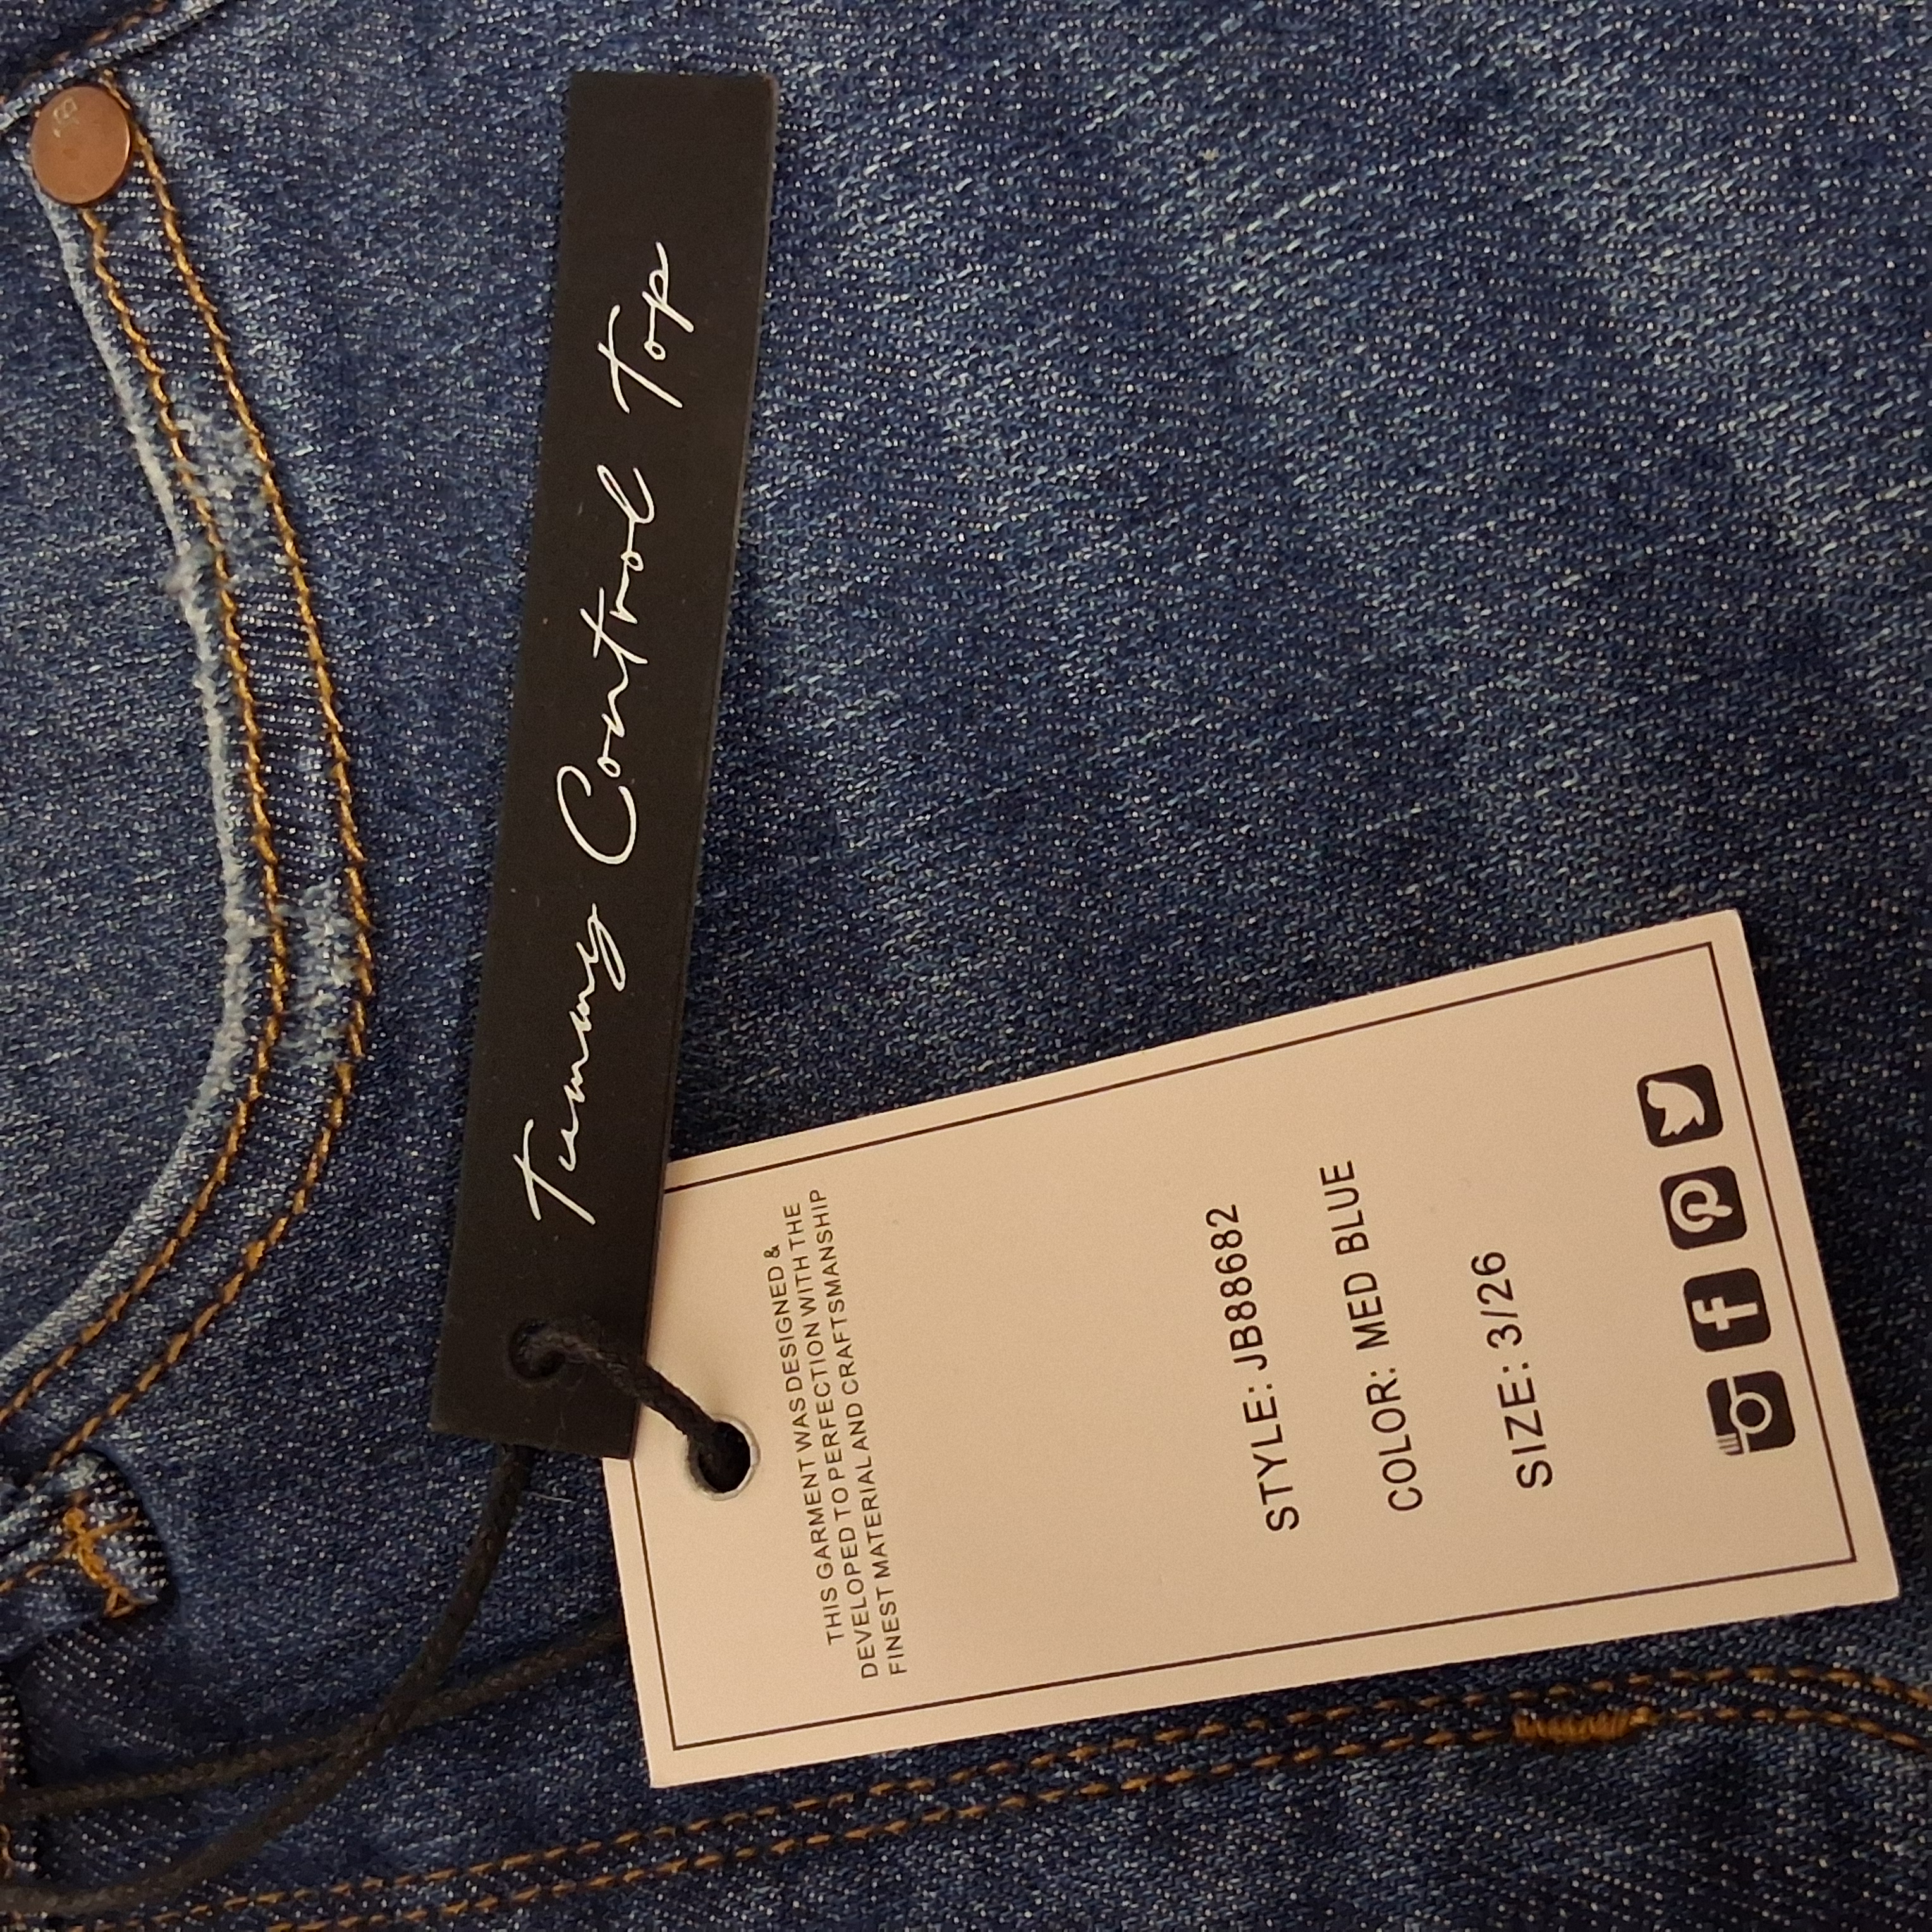 Tummy Control Top
THIS GARMENT WAS DESIGNED &
DEVELOPED TO PERFECTION WITH THE
FINEST MATERIAL AND CRAFTSMANSHIP
STYLE: JB88682
COLOR: MED BLUE
SIZE: 3/26